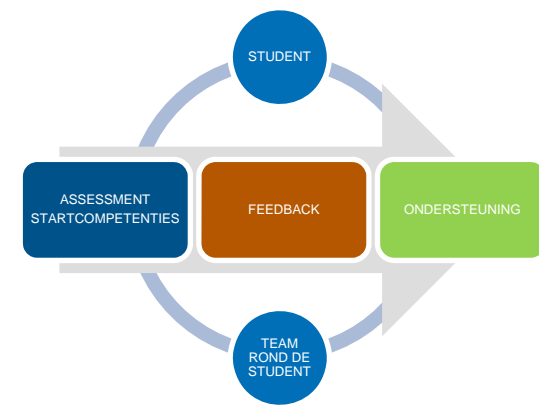 STUDENT
ASSESSMENT
STARTCOMPETENTIES
FEEDBACK
ONDERSTEUNING
TEAM
ROND DE
STUDENT